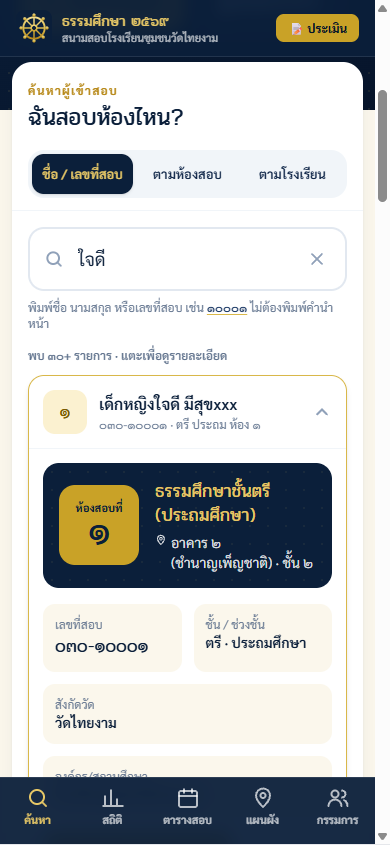 ธรรมศึกษา ๒๕๖๙
สนามสอบโรงเรียนชุมชนวัดไทยงาม
ประเมิน
ค้นหาผู้เข้าสอบ
ฉันสอบห้องไหน?
ชื่อ / เลขที่สอบ
ตามห้องสอบ
ตามโรงเรียน
ใจดี
พิมพ์ชื่อ นามสกุล หรือเลขที่สอบ เช่น ๑๐๐๐๑ ไม่ต้องพิมพ์คำนำ
หน้า
พบ ๓๐+ รายการ · แตะเพื่อดูรายละเอียด
๑
เด็กหญิงใจดี มีสุขxxx
๐๓๐-๑๐๐๐๑ · ตรี ประถม ห้อง ๑
ห้องสอบที่
๑
ธรรมศึกษาชั้นตรี
(ประถมศึกษา)
อาคาร ๒
(ชำนาญเพ็ญชาติ) · ชั้น ๒
เลขที่สอบ
๐๓๐-๑๐๐๐๑
ชั้น / ช่วงชั้น
ตรี · ประถมศึกษา
สังกัดวัด
วัดไทยงาม
องค์กร/สถานศึกษา
ค้นหา
สถิติ
ตารางสอบ
แผนผัง
กรรมการ